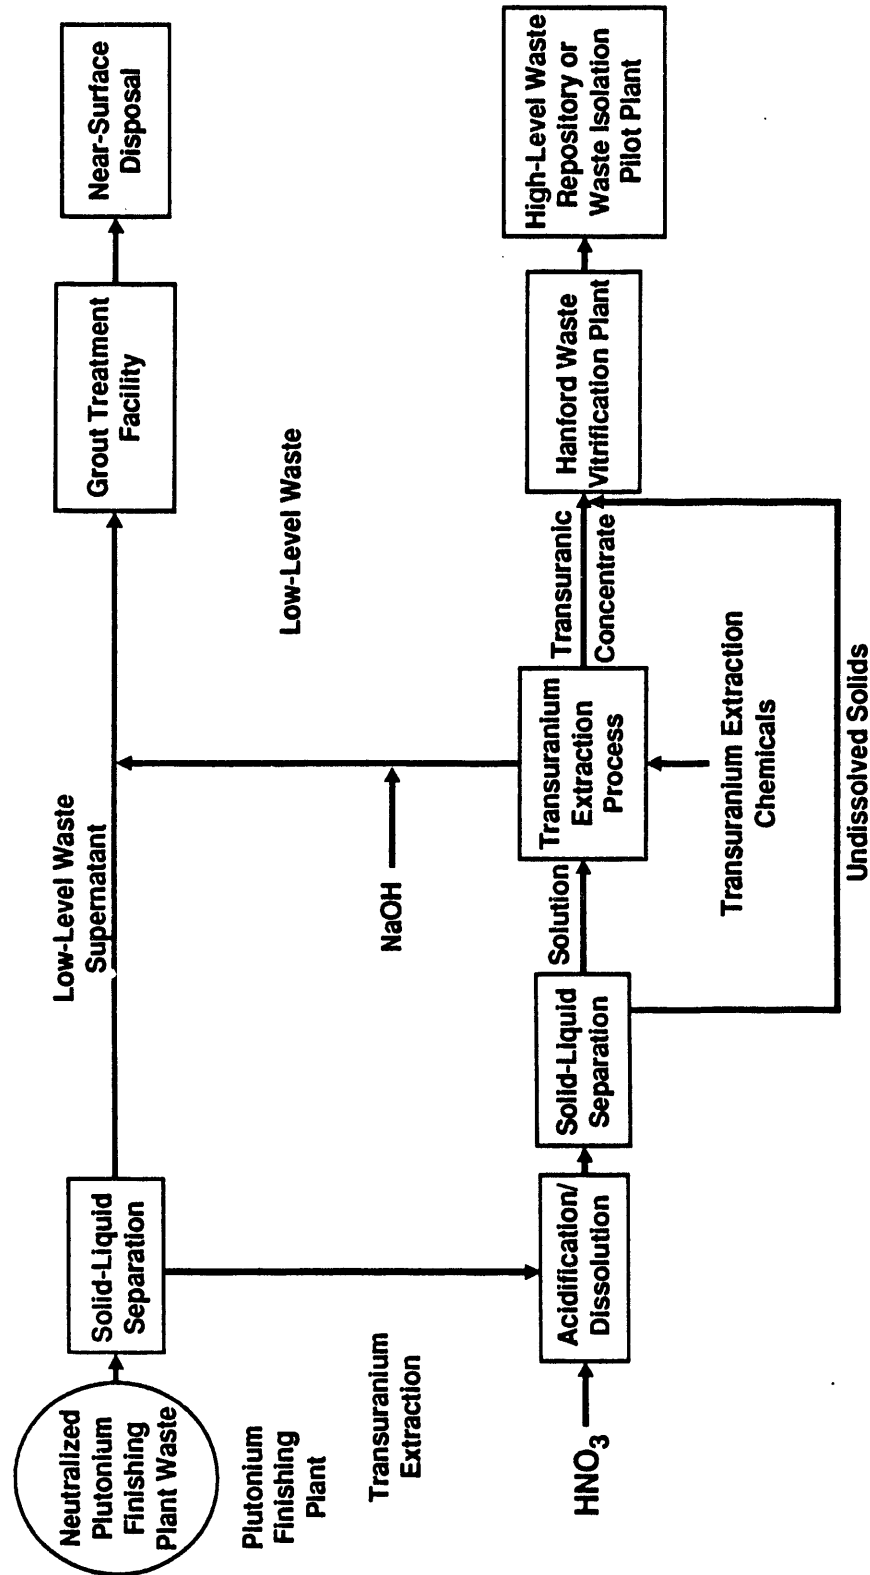 Neutralized
Plutonium
Finishing
Plant Waste
Solid-Liquid
Separation
Low-Level Waste
Supernatant
Grout Treatment
Facility
Near-Surface
Disposal
Plutonium
Finishing
Plant
Transuranium
Extraction
NaOH
Low-Level Waste
HNO3
Acidification/
Dissolution
Solid-Liquid
Separation
Solution
Transuranium
Extraction
Process
Transuranic
Concentrate
Hanford Waste
Vitrification Plant
High-Level Waste
Repository or
Waste Isolation
Pilot Plant
Transuranium Extraction
Chemicals
Undissolved Solids